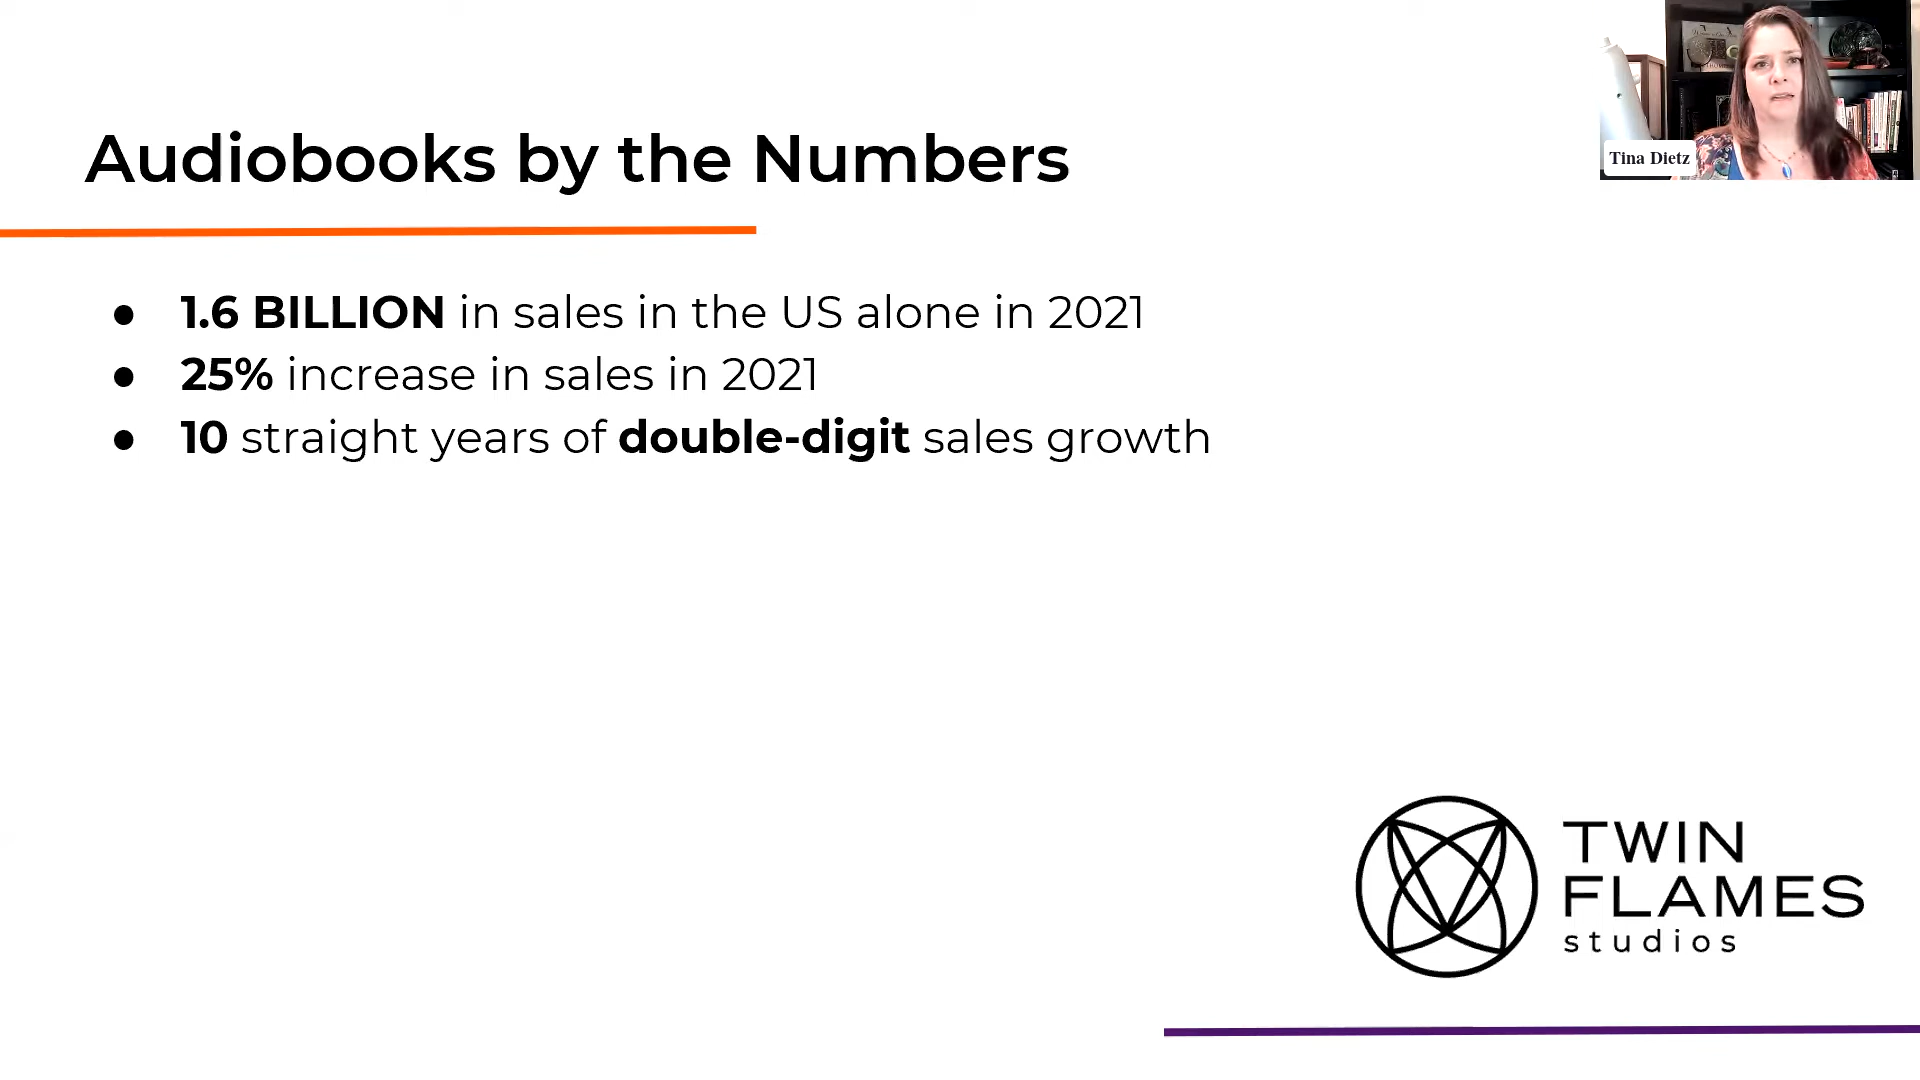 Tina Dietz
Audiobooks by the Numbers
● 1.6 BILLION in sales in the US alone in 2021
● 25% increase in sales in 2021
● 10 straight years of double-digit sales growth
TWIN
FLAMES
studios